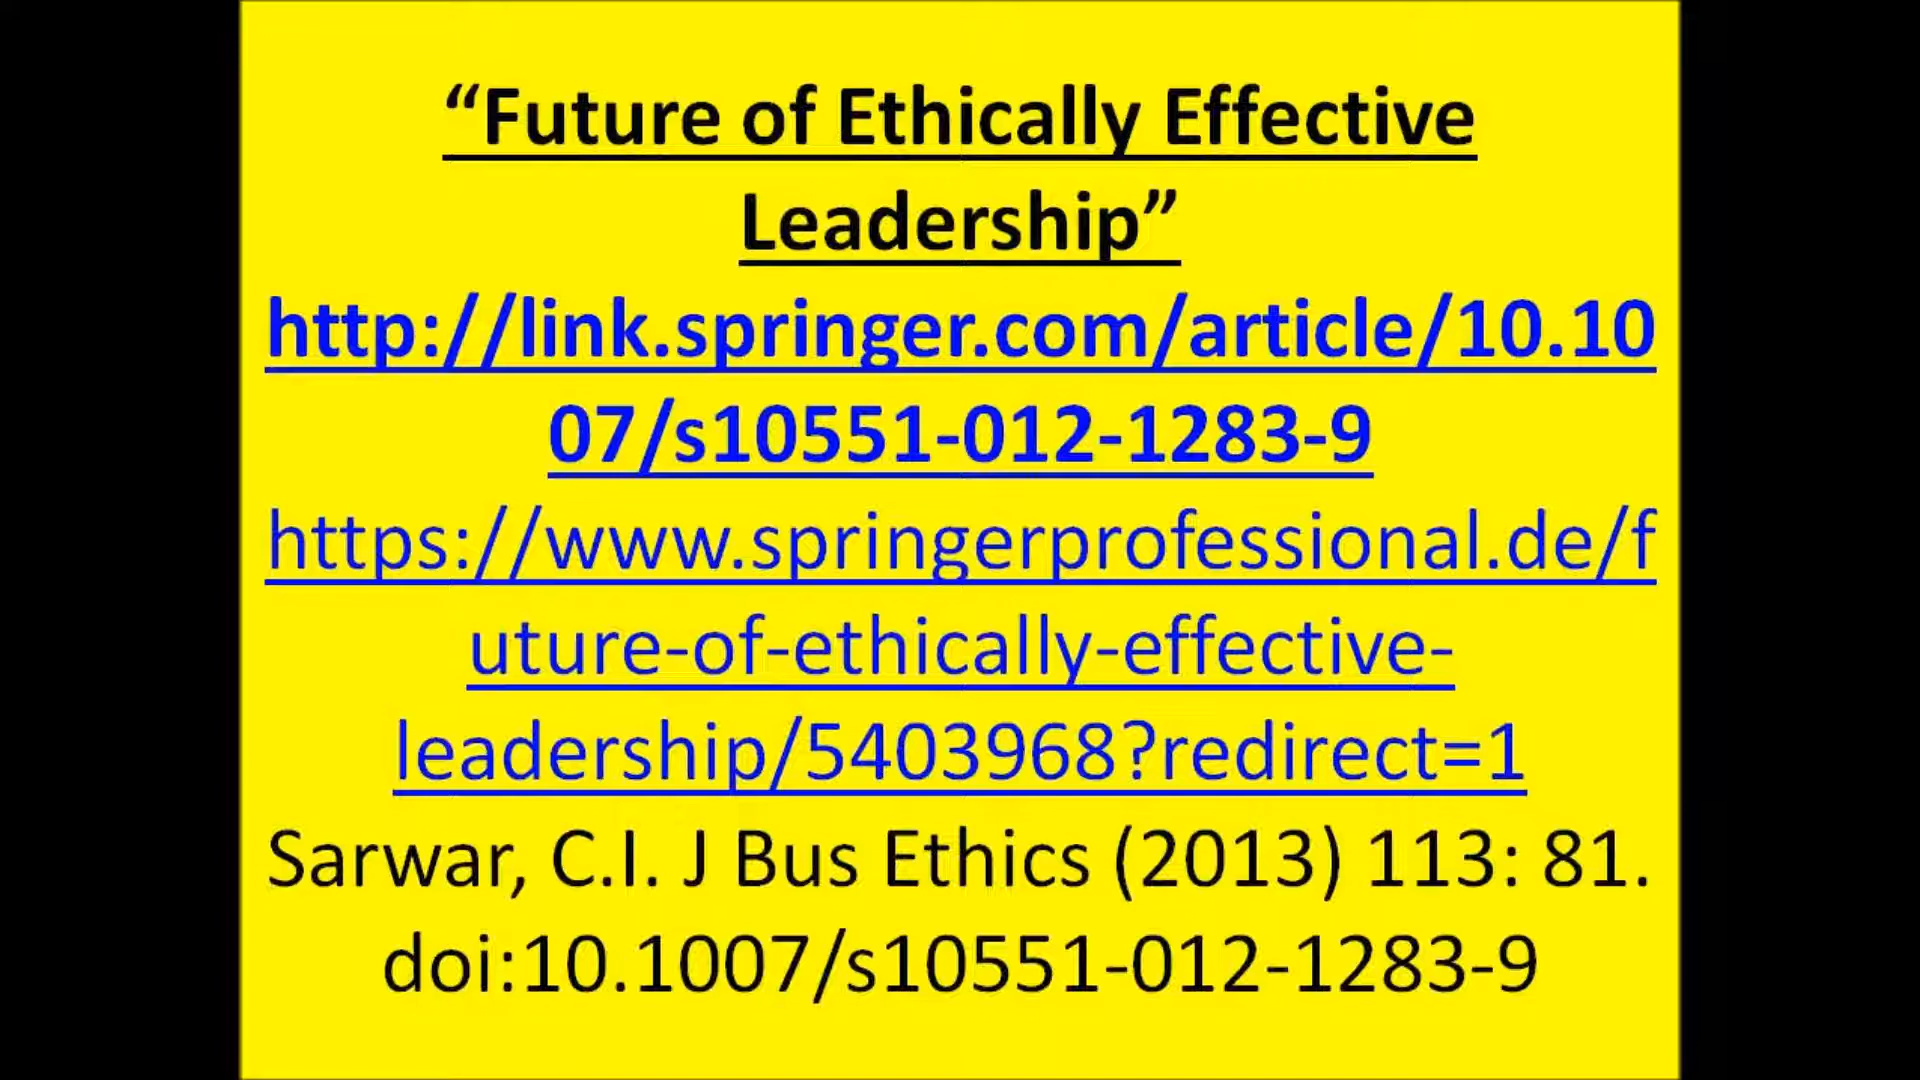 “Future of Ethically Effective
Leadership”
http://link.springer.com/article/10.10
07/s10551-012-1283-9
https://www.springerprofessional.de/f
uture-of-ethically-effective-
leadership/5403968?redirect=1
Sarwar, C.I. J Bus Ethics (2013) 113: 81.
doi:10.1007/s10551-012-1283-9